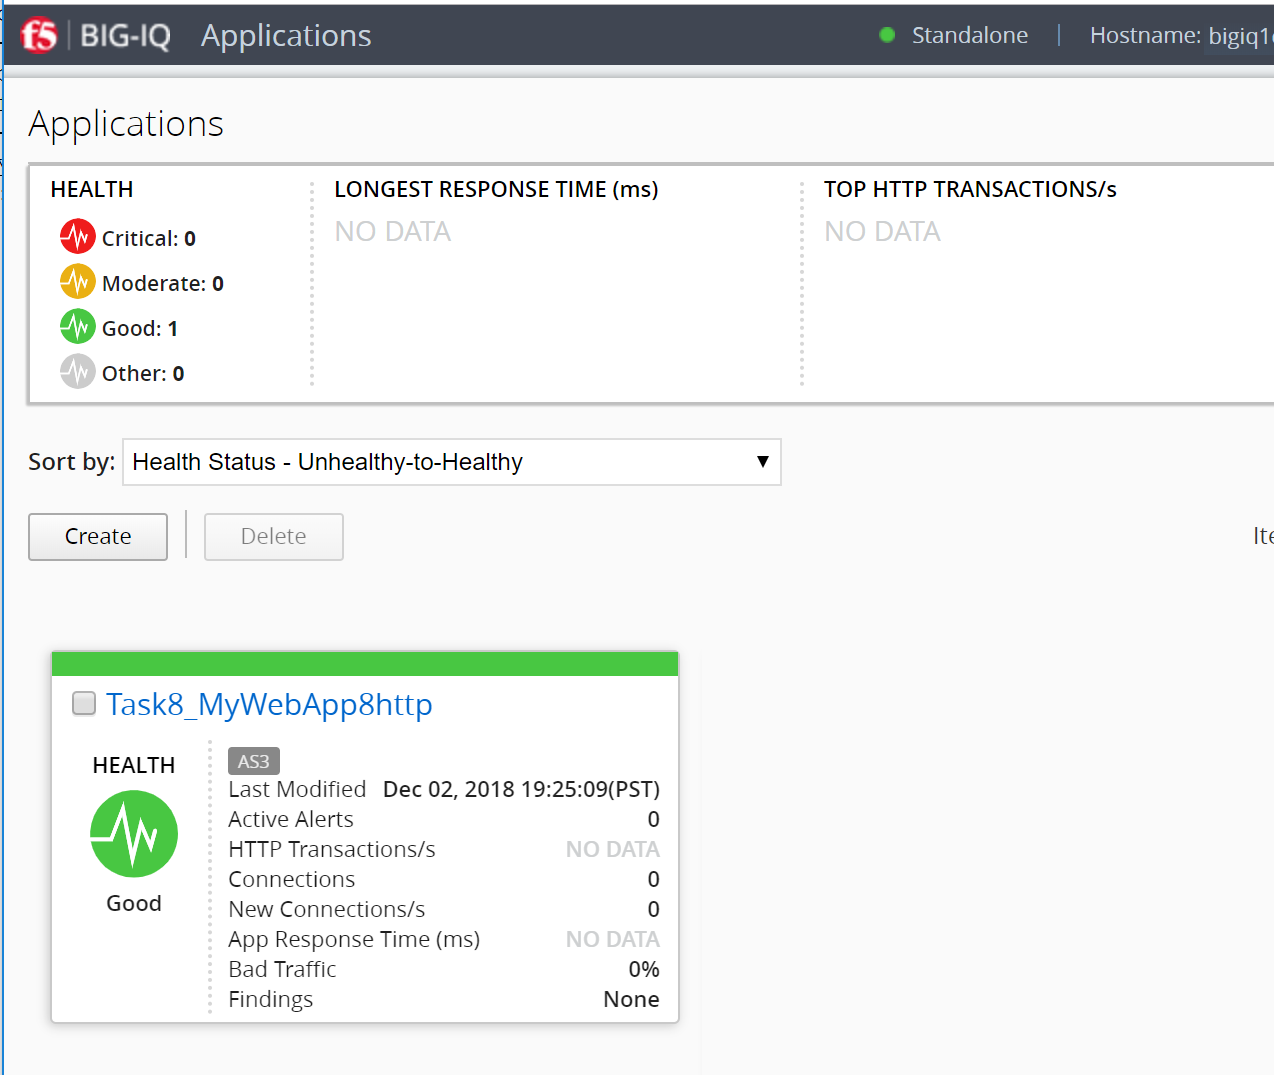 f5 BIG-IQ Applications Standalone | Hostname: bigiq1
Applications
HEALTH LONGEST RESPONSE TIME (ms) TOP HTTP TRANSACTIONS/s
Critical: 0 NO DATA NO DATA
Moderate: 0
Good: 1
Other: 0
Sort by: Health Status - Unhealthy-to-Healthy
Create Delete Ite
Task8_MyWebApp8http
HEALTH
Good
AS3
Last Modified Dec 02, 2018 19:25:09(PST)
Active Alerts 0
HTTP Transactions/s NO DATA
Connections 0
New Connections/s 0
App Response Time (ms) NO DATA
Bad Traffic 0%
Findings None